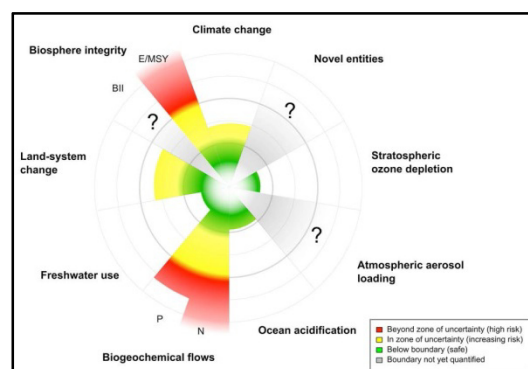 Climate change
Biosphere integrity
E/MSY
Novel entities
BII
?
?
Land-system
change
Stratospheric
ozone depletion
?
Freshwater use
Atmospheric aerosol
loading
P
N
Ocean acidification
Biogeochemical flows
Beyond zone of uncertainty (high risk)
In zone of uncertainty (increasing risk)
Below boundary (safe)
Boundary not yet quantified